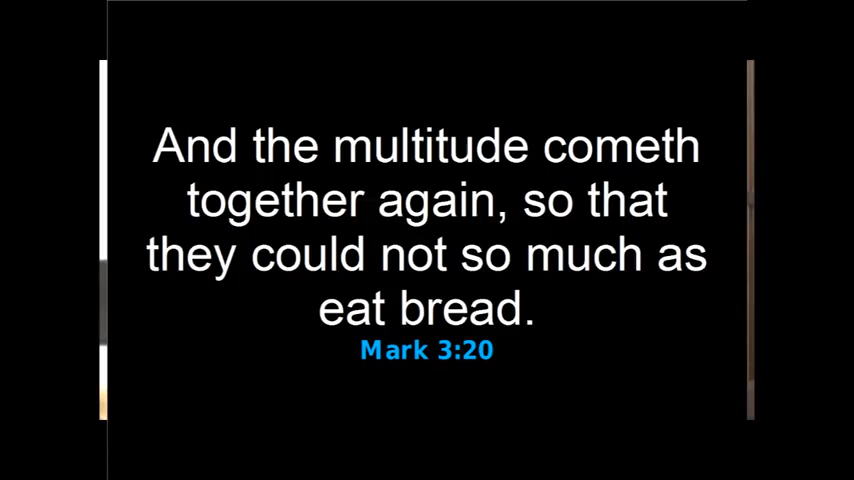 And the multitude cometh
together again, so that
they could not so much as
eat bread.
Mark 3:20